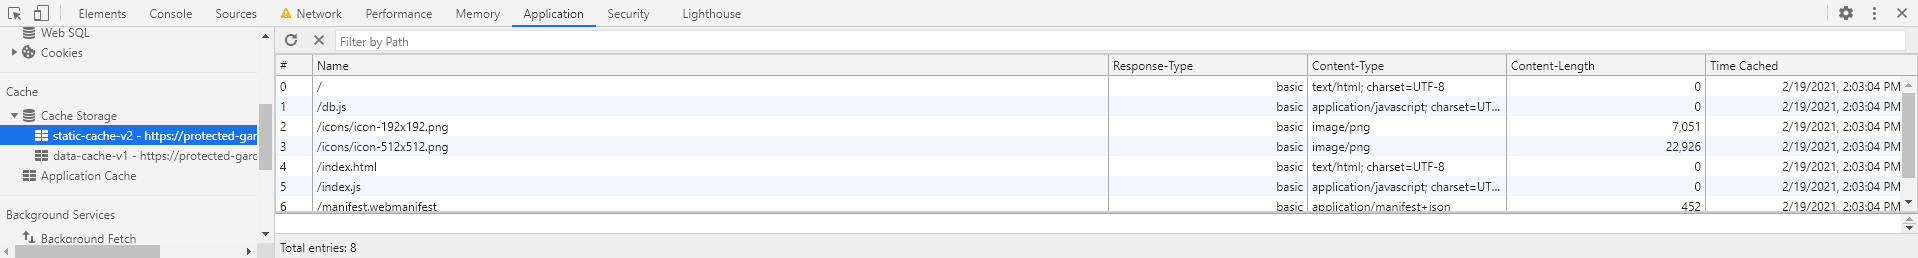 Elements Console Sources Network Performance Memory Application Security Lighthouse
Web SQL
Cookies
Cache
Cache Storage
static-cache-v2 - https://protected-gar
data-cache-v1 - https://protected-garc
Application Cache
Background Services
Background Fetch
Filter by Path
# Name Response-Type Content-Type Content-Length Time Cached
0 / basic text/html; charset=UTF-8 0 2/19/2021, 2:03:04 PM
1 /db.js basic application/javascript; charset=UT... 0 2/19/2021, 2:03:04 PM
2 /icons/icon-192x192.png basic image/png 7,051 2/19/2021, 2:03:04 PM
3 /icons/icon-512x512.png basic image/png 22,926 2/19/2021, 2:03:04 PM
4 /index.html basic text/html; charset=UTF-8 0 2/19/2021, 2:03:04 PM
5 /index.js basic application/javascript; charset=UT... 0 2/19/2021, 2:03:04 PM
6 /manifest.webmanifest basic application/manifest+json 452 2/19/2021, 2:03:04 PM
Total entries: 8